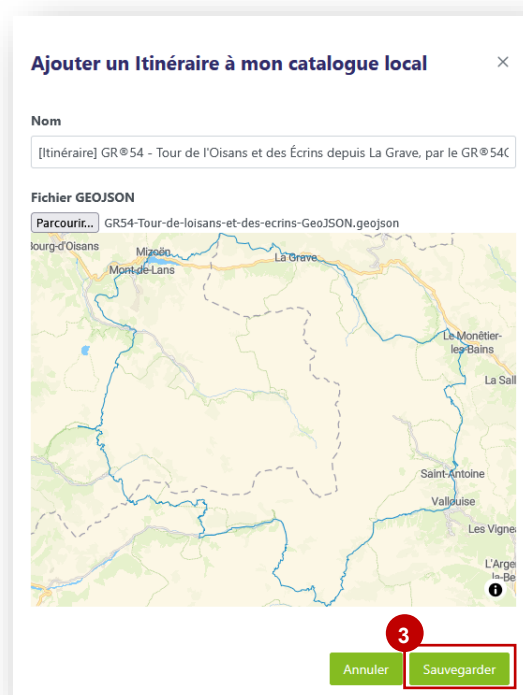 Ajouter un Itinéraire à mon catalogue local
×
Nom
[Itinéraire] GR®54 - Tour de l'Oisans et des Écrins depuis La Grave, par le GR®54C
Fichier GEOJSON
Parcourir... GR54-Tour-de-loisans-et-des-ecrins-GeoJSON.geojson
Bourg-d'Oisans
Mizoën
La Grave
Mont-de-Lans
Le Monêtier-
les-Bains
La Sall
Saint-Antoine
Vallouise
Les Vigne
L'Arge
la-Be
3
Annuler
Sauvegarder